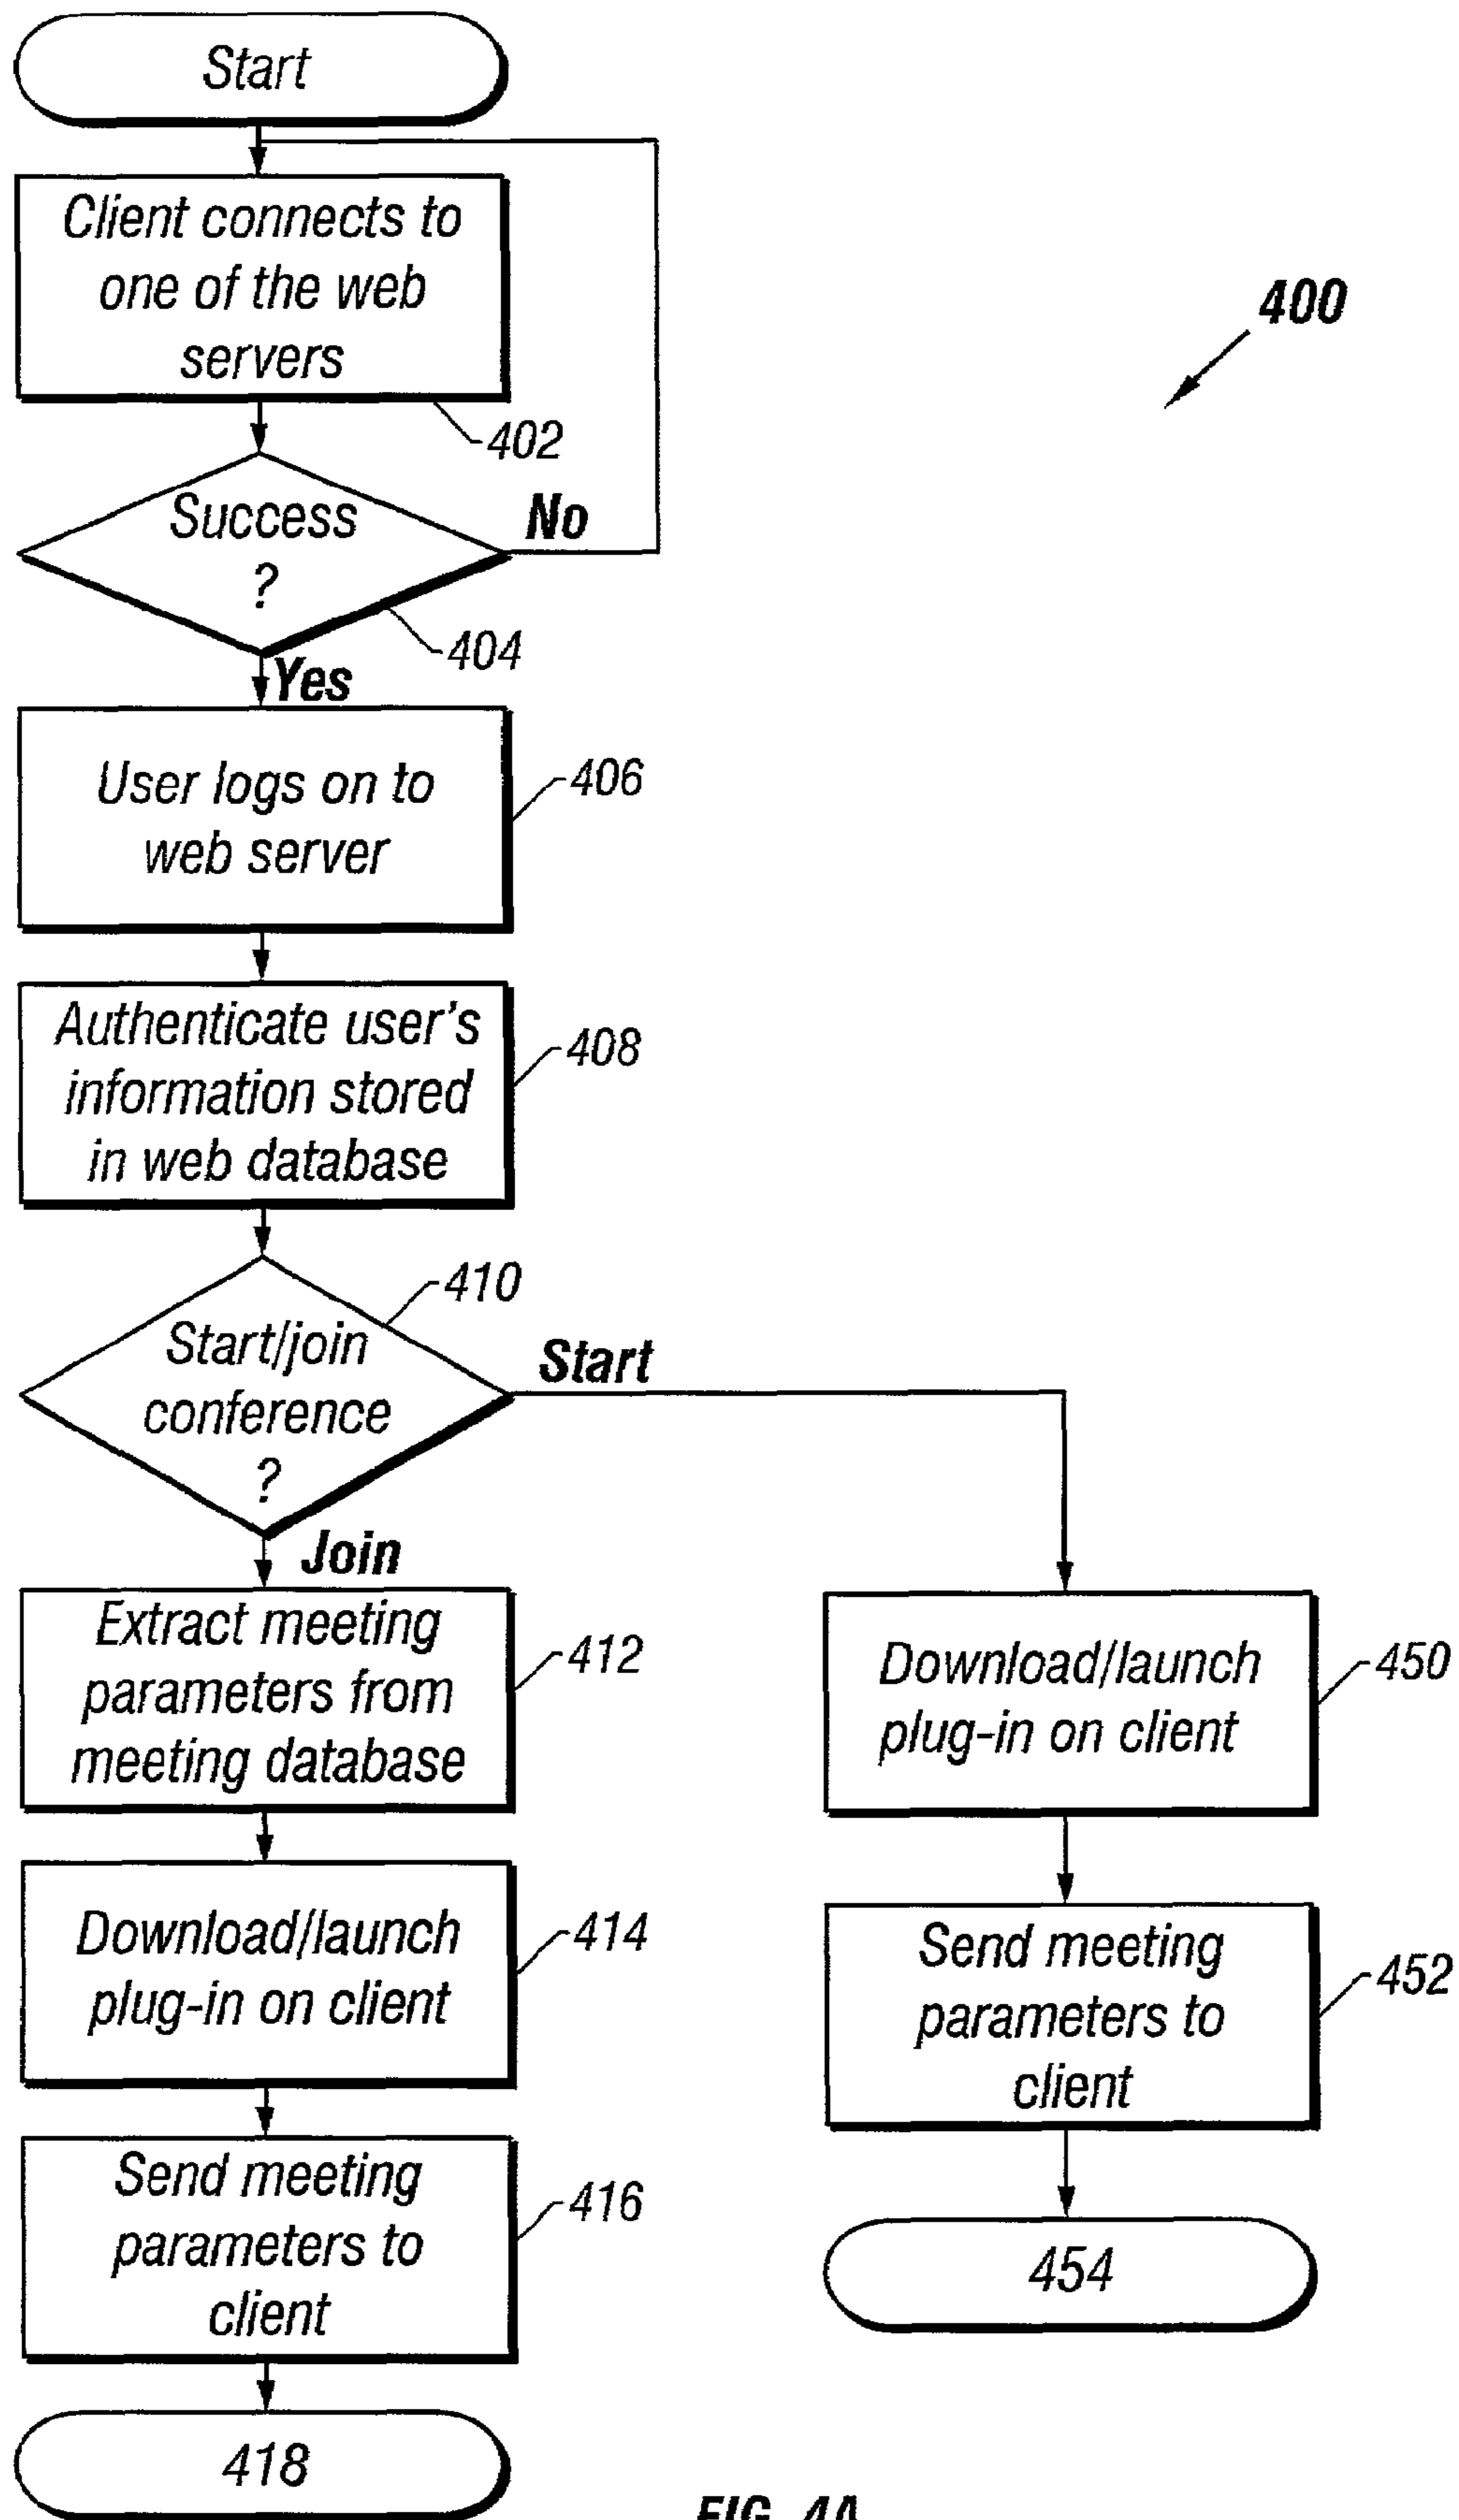 Start
Client connects to
one of the web
servers
400
402
Success
?
No
404
Yes
User logs on to
web server
406
Authenticate user's
information stored
in web database
408
410
Start/join
conference
?
Start
Join
Extract meeting
parameters from
meeting database
412
Download/launch
plug-in on client
450
Download/launch
plug-in on client
414
Send meeting
parameters to
client
452
Send meeting
parameters to
client
416
454
418
FIG. 4A